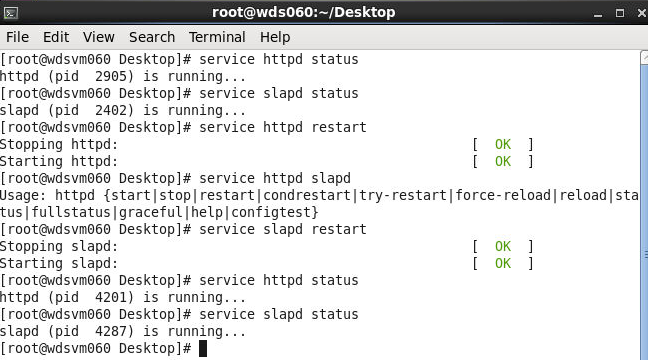 root@wds060:~/Desktop
File Edit View Search Terminal Help
[root@wdsvm060 Desktop]# service httpd status
httpd (pid  2905) is running...
[root@wdsvm060 Desktop]# service slapd status
slapd (pid  2402) is running...
[root@wdsvm060 Desktop]# service httpd restart
Stopping httpd:                                            [  OK  ]
Starting httpd:                                            [  OK  ]
[root@wdsvm060 Desktop]# service httpd slapd
Usage: httpd {start|stop|restart|condrestart|try-restart|force-reload|reload|sta
tus|fullstatus|graceful|help|configtest}
[root@wdsvm060 Desktop]# service slapd restart
Stopping slapd:                                            [  OK  ]
Starting slapd:                                            [  OK  ]
[root@wdsvm060 Desktop]# service httpd status
httpd (pid  4201) is running...
[root@wdsvm060 Desktop]# service slapd status
slapd (pid  4287) is running...
[root@wdsvm060 Desktop]#